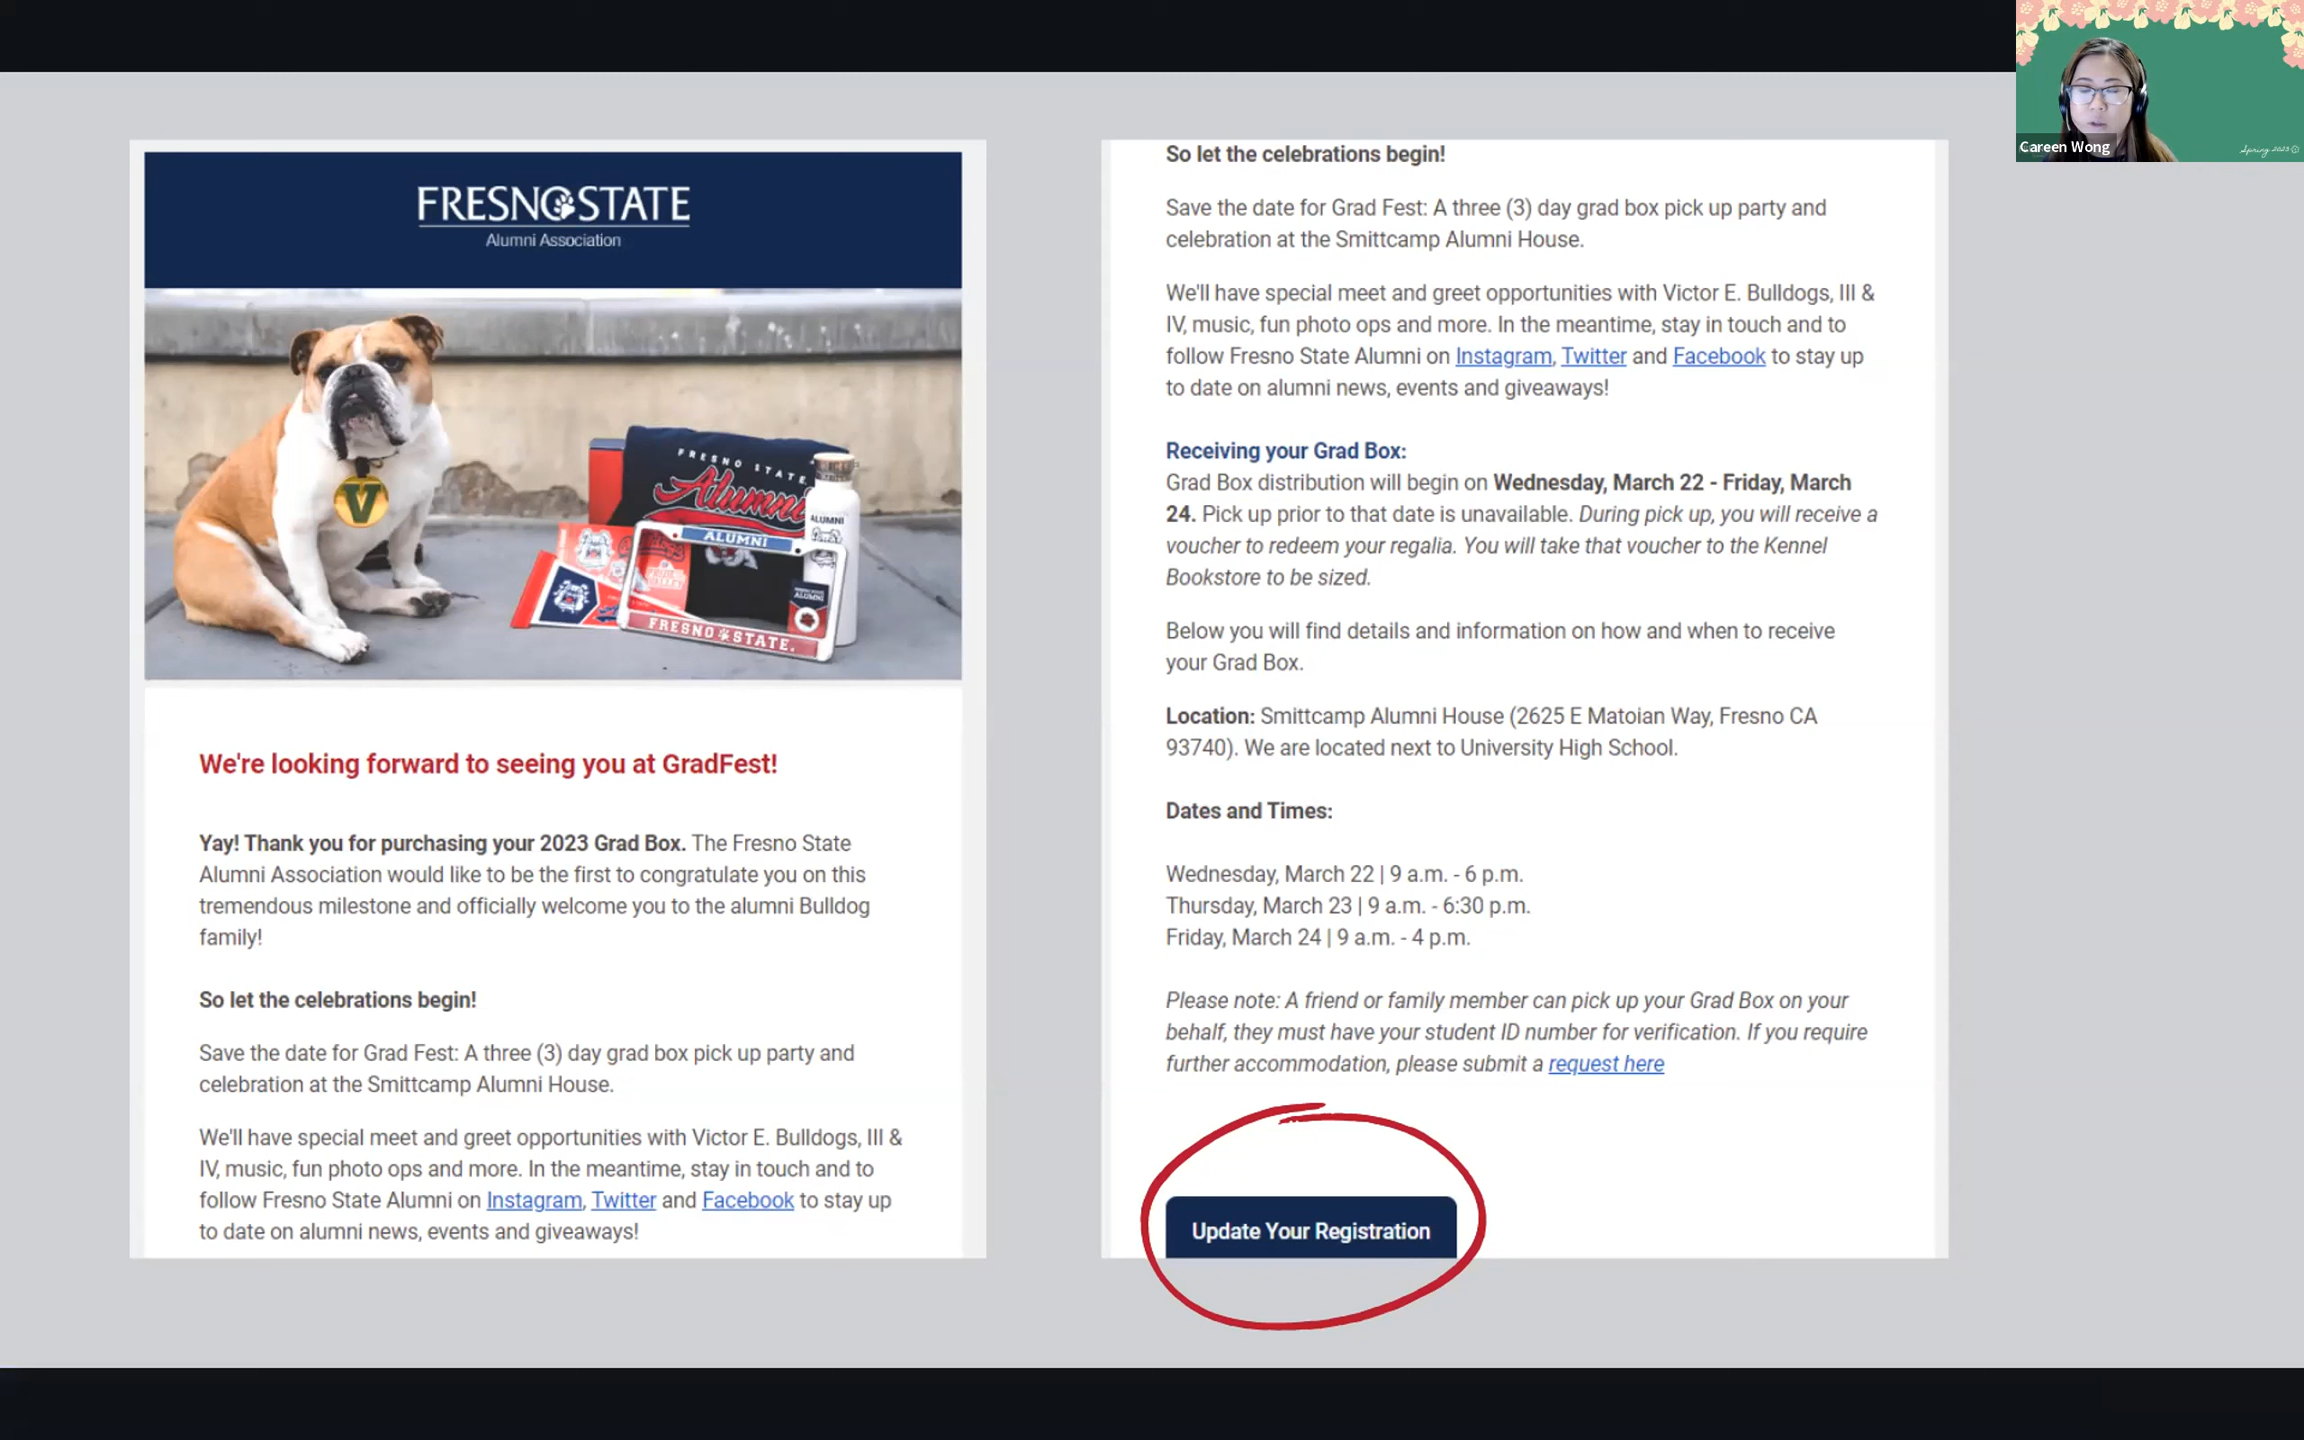 FRESNO STATE
Alumni Association
FRESNO STATE
Alumni
ALUMNI
ALUMNI
FRESNO STATE.
We're looking forward to seeing you at GradFest!
Yay! Thank you for purchasing your 2023 Grad Box. The Fresno State
Alumni Association would like to be the first to congratulate you on this
tremendous milestone and officially welcome you to the alumni Bulldog
family!
So let the celebrations begin!
Save the date for Grad Fest: A three (3) day grad box pick up party and
celebration at the Smittcamp Alumni House.
We'll have special meet and greet opportunities with Victor E. Bulldogs, III &
IV, music, fun photo ops and more. In the meantime, stay in touch and to
follow Fresno State Alumni on Instagram, Twitter and Facebook to stay up
to date on alumni news, events and giveaways!
So let the celebrations begin!
Save the date for Grad Fest: A three (3) day grad box pick up party and
celebration at the Smittcamp Alumni House.
We'll have special meet and greet opportunities with Victor E. Bulldogs, III &
IV, music, fun photo ops and more. In the meantime, stay in touch and to
follow Fresno State Alumni on Instagram, Twitter and Facebook to stay up
to date on alumni news, events and giveaways!
Receiving your Grad Box:
Grad Box distribution will begin on Wednesday, March 22 - Friday, March
24. Pick up prior to that date is unavailable. During pick up, you will receive a
voucher to redeem your regalia. You will take that voucher to the Kennel
Bookstore to be sized.
Below you will find details and information on how and when to receive
your Grad Box.
Location: Smittcamp Alumni House (2625 E Matoian Way, Fresno CA
93740). We are located next to University High School.
Dates and Times:
Wednesday, March 22 | 9 a.m. - 6 p.m.
Thursday, March 23 | 9 a.m. - 6:30 p.m.
Friday, March 24 | 9 a.m. - 4 p.m.
Please note: A friend or family member can pick up your Grad Box on your
behalf, they must have your student ID number for verification. If you require
further accommodation, please submit a request here
Update Your Registration
Careen Wong
Spring 2023